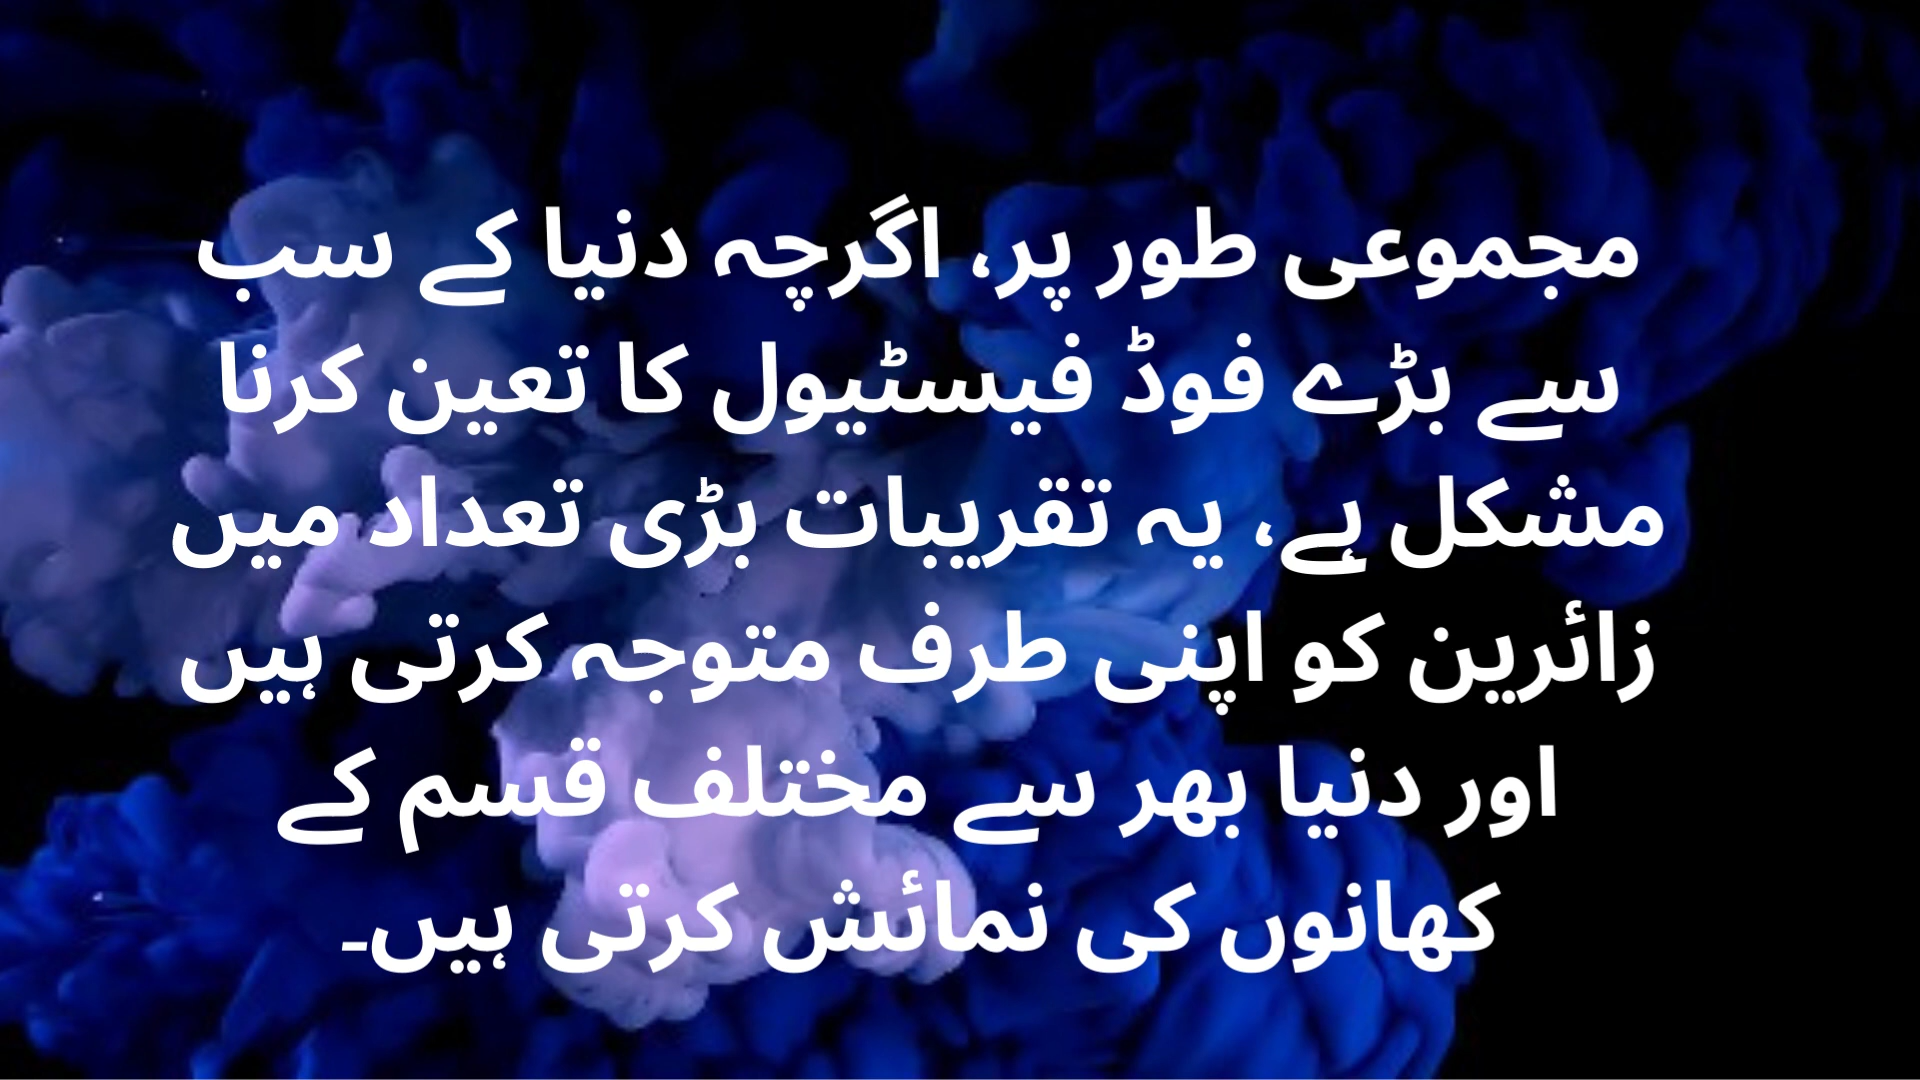 مجموعی طور پر، اگرچہ دنیا کے سب
سے بڑے فوڈ فیسٹیول کا تعین کرنا
مشکل ہے، یہ تقریبات بڑی تعداد میں
زائرین کو اپنی طرف متوجہ کرتی ہیں
اور دنیا بھر سے مختلف قسم کے
کھانوں کی نمائش کرتی ہیں۔